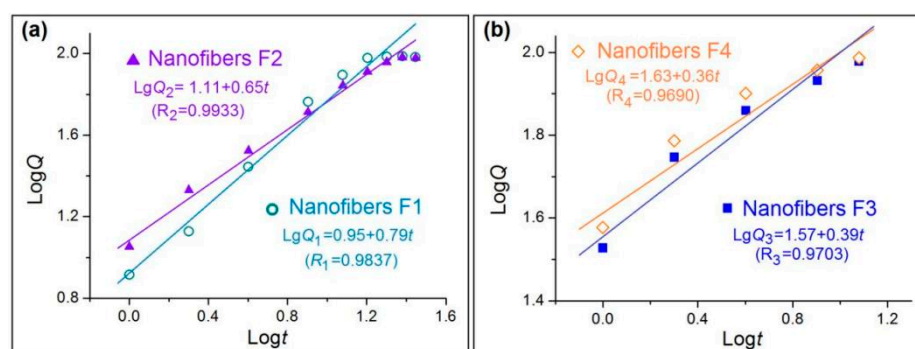 (a)
Nanofibers F2
LgQ₂= 1.11+0.65t
(R₂=0.9933)
Nanofibers F1
LgQ₁=0.95+0.79t
(R₁=0.9837)
2.0
1.6
1.2
0.8
LogQ
0.0 0.4 0.8 1.2 1.6
Logt
(b)
Nanofibers F4
LgQ₄=1.63+0.36t
(R₄=0.9690)
Nanofibers F3
LgQ₃=1.57+0.39t
(R₃=0.9703)
2.0
1.8
1.6
1.4
LogQ
0.0 0.4 0.8 1.2
Logt